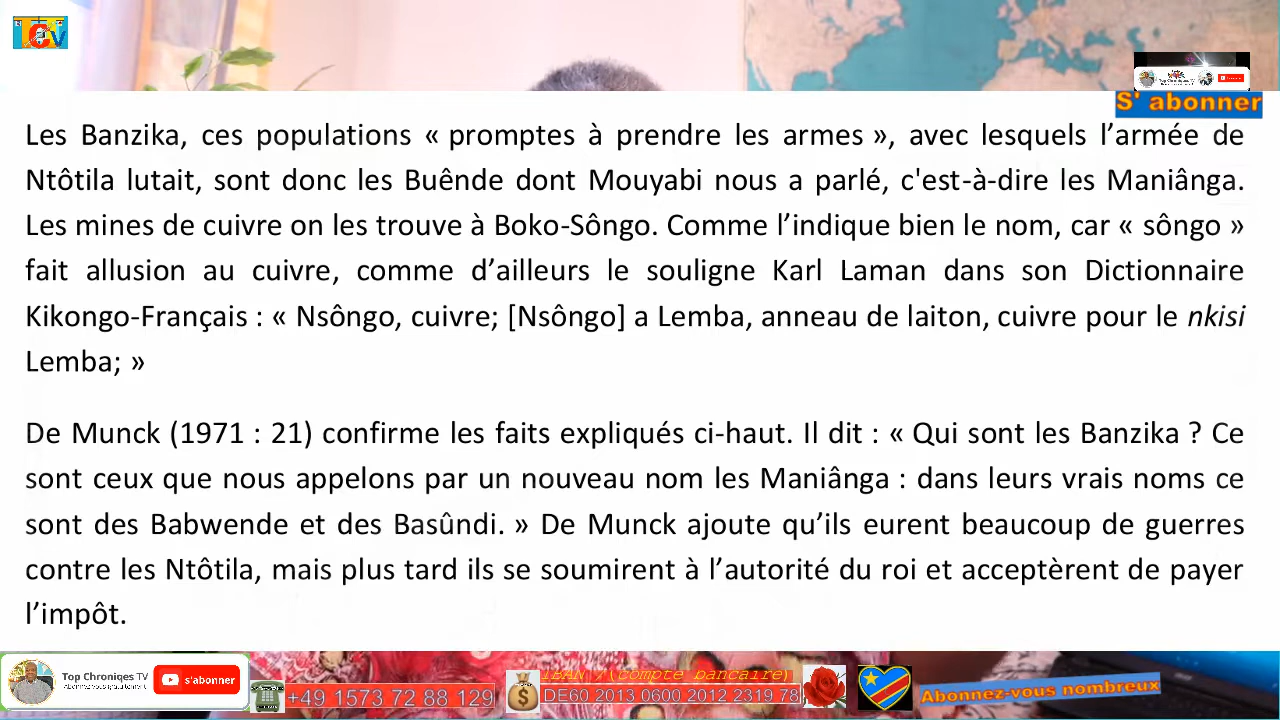 TCV
Top Chroniques TV
S' abonner
Les Banzika, ces populations « promptes à prendre les armes », avec lesquels l’armée de
Ntôtila lutait, sont donc les Buênde dont Mouyabi nous a parlé, c'est-à-dire les Maniânga.
Les mines de cuivre on les trouve à Boko-Sôngo. Comme l’indique bien le nom, car « sôngo »
fait allusion au cuivre, comme d’ailleurs le souligne Karl Laman dans son Dictionnaire
Kikongo-Français : « Nsôngo, cuivre; [Nsôngo] a Lemba, anneau de laiton, cuivre pour le nkisi
Lemba; »
De Munck (1971 : 21) confirme les faits expliqués ci-haut. Il dit : « Qui sont les Banzika ? Ce
sont ceux que nous appelons par un nouveau nom les Maniânga : dans leurs vrais noms ce
sont des Babwende et des Basûndi. » De Munck ajoute qu’ils eurent beaucoup de guerres
contre les Ntôtila, mais plus tard ils se soumirent à l’autorité du roi et acceptèrent de payer
l’impôt.
Top Chroniqes TV
s'abonner
+49 1573 72 88 129
IBAN /(compte bancaire)
DE60 2013 0600 2012 2319 78
Abonnez-vous nombreux